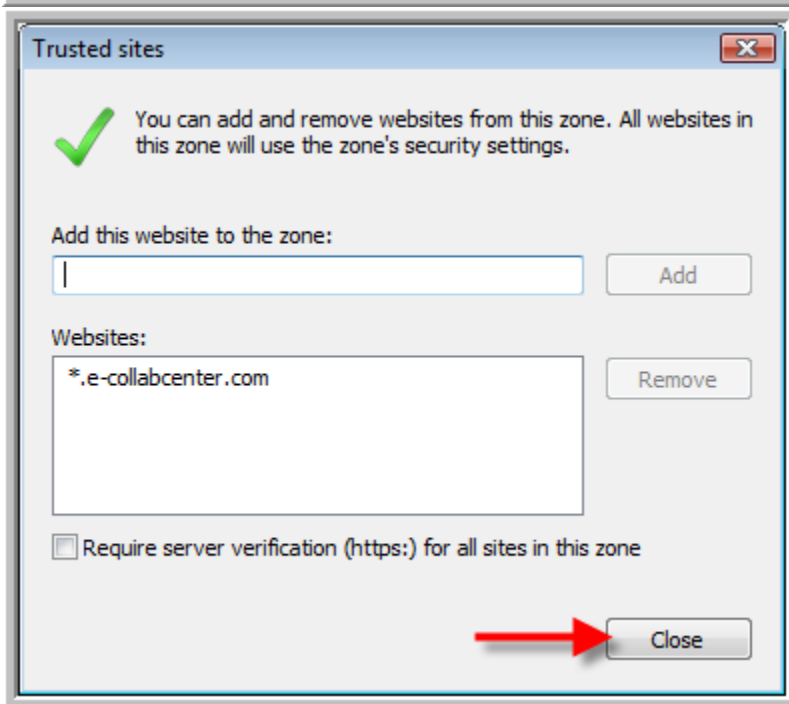 Trusted sites
You can add and remove websites from this zone. All websites in
this zone will use the zone's security settings.
Add this website to the zone:
Add
Websites:
*.e-collabcenter.com
Remove
Require server verification (https:) for all sites in this zone
Close